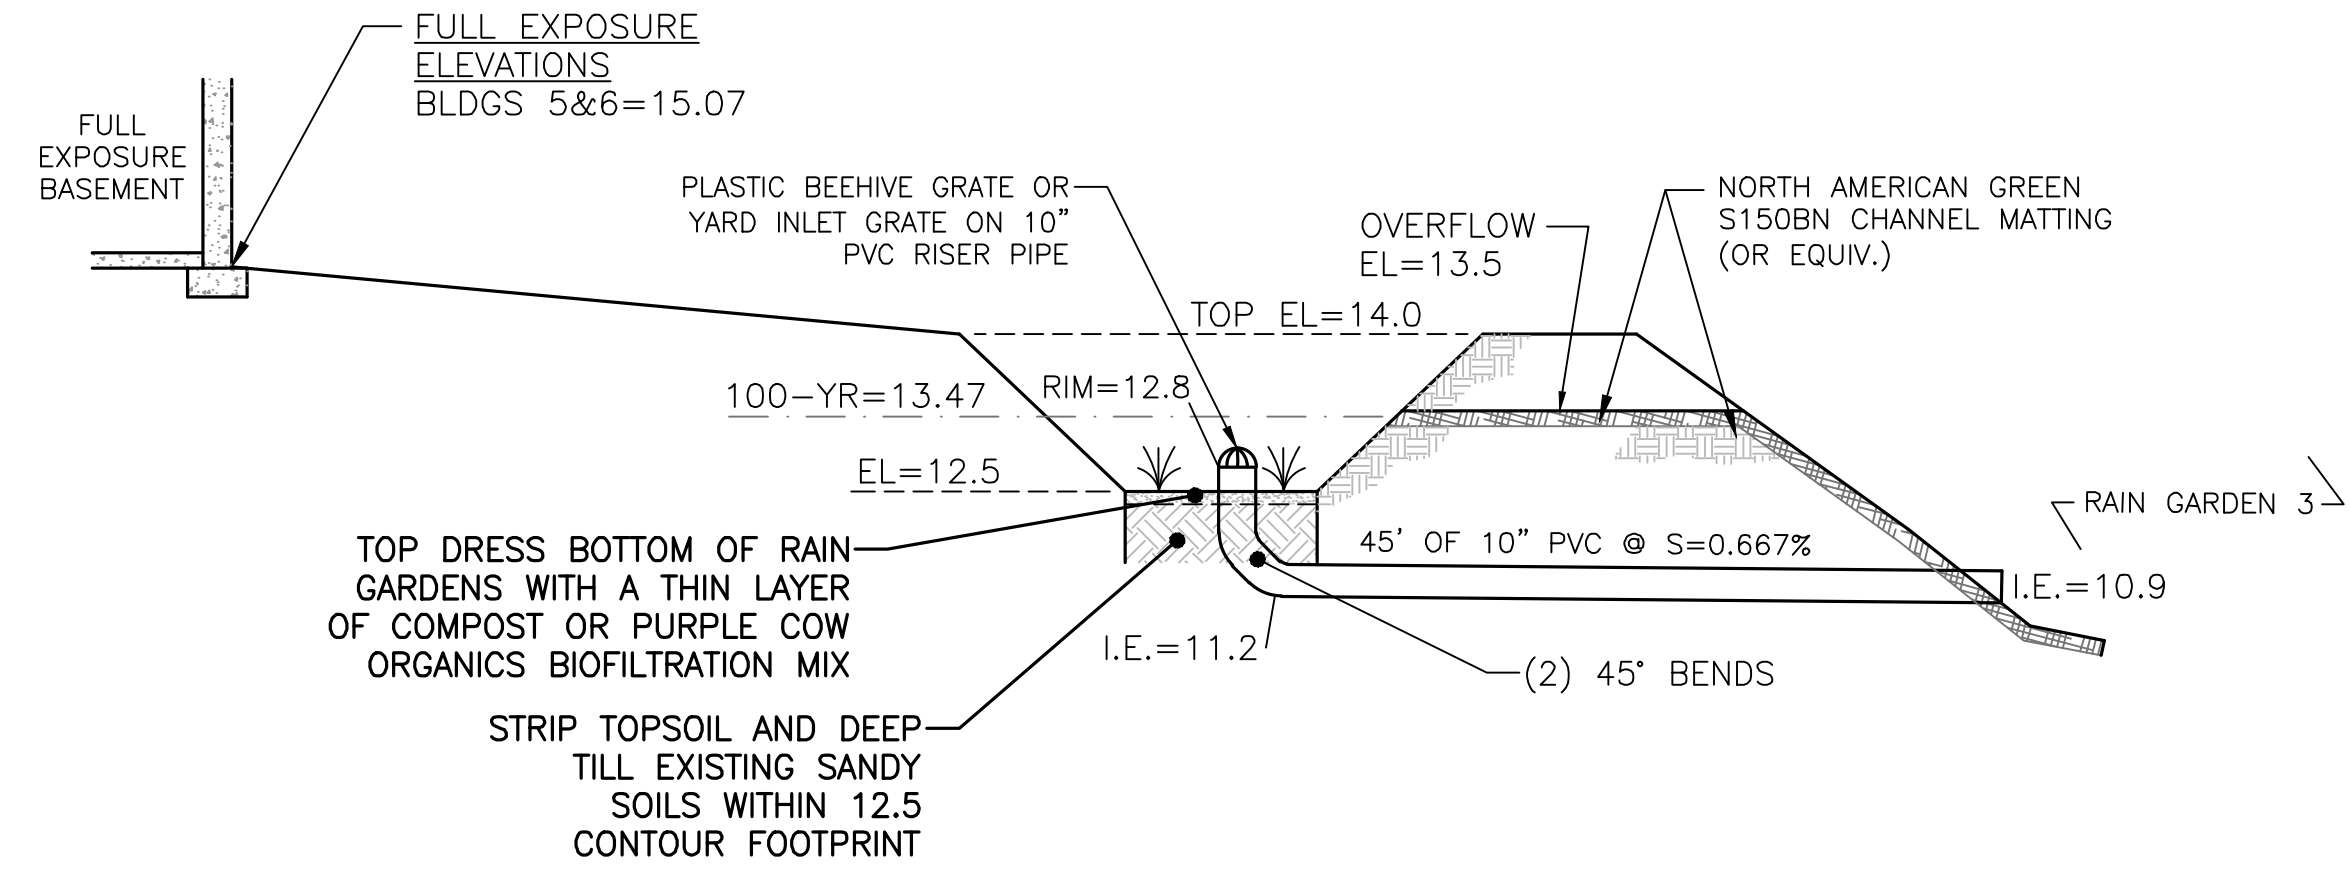 FULL EXPOSURE
ELEVATIONS
BLDGS 5&6=15.07
FULL
EXPOSURE
BASEMENT
PLASTIC BEEHIVE GRATE OR
YARD INLET GRATE ON 10"
PVC RISER PIPE
OVERFLOW
EL=13.5
NORTH AMERICAN GREEN
S150BN CHANNEL MATTING
(OR EQUIV.)
TOP EL=14.0
100-YR=13.47
RIM=12.8
EL=12.5
RAIN GARDEN 3
TOP DRESS BOTTOM OF RAIN
GARDENS WITH A THIN LAYER
OF COMPOST OR PURPLE COW
ORGANICS BIOFILTRATION MIX
45' OF 10" PVC @ S=0.667%
I.E.=10.9
I.E.=11.2
(2) 45° BENDS
STRIP TOPSOIL AND DEEP
TILL EXISTING SANDY
SOILS WITHIN 12.5
CONTOUR FOOTPRINT